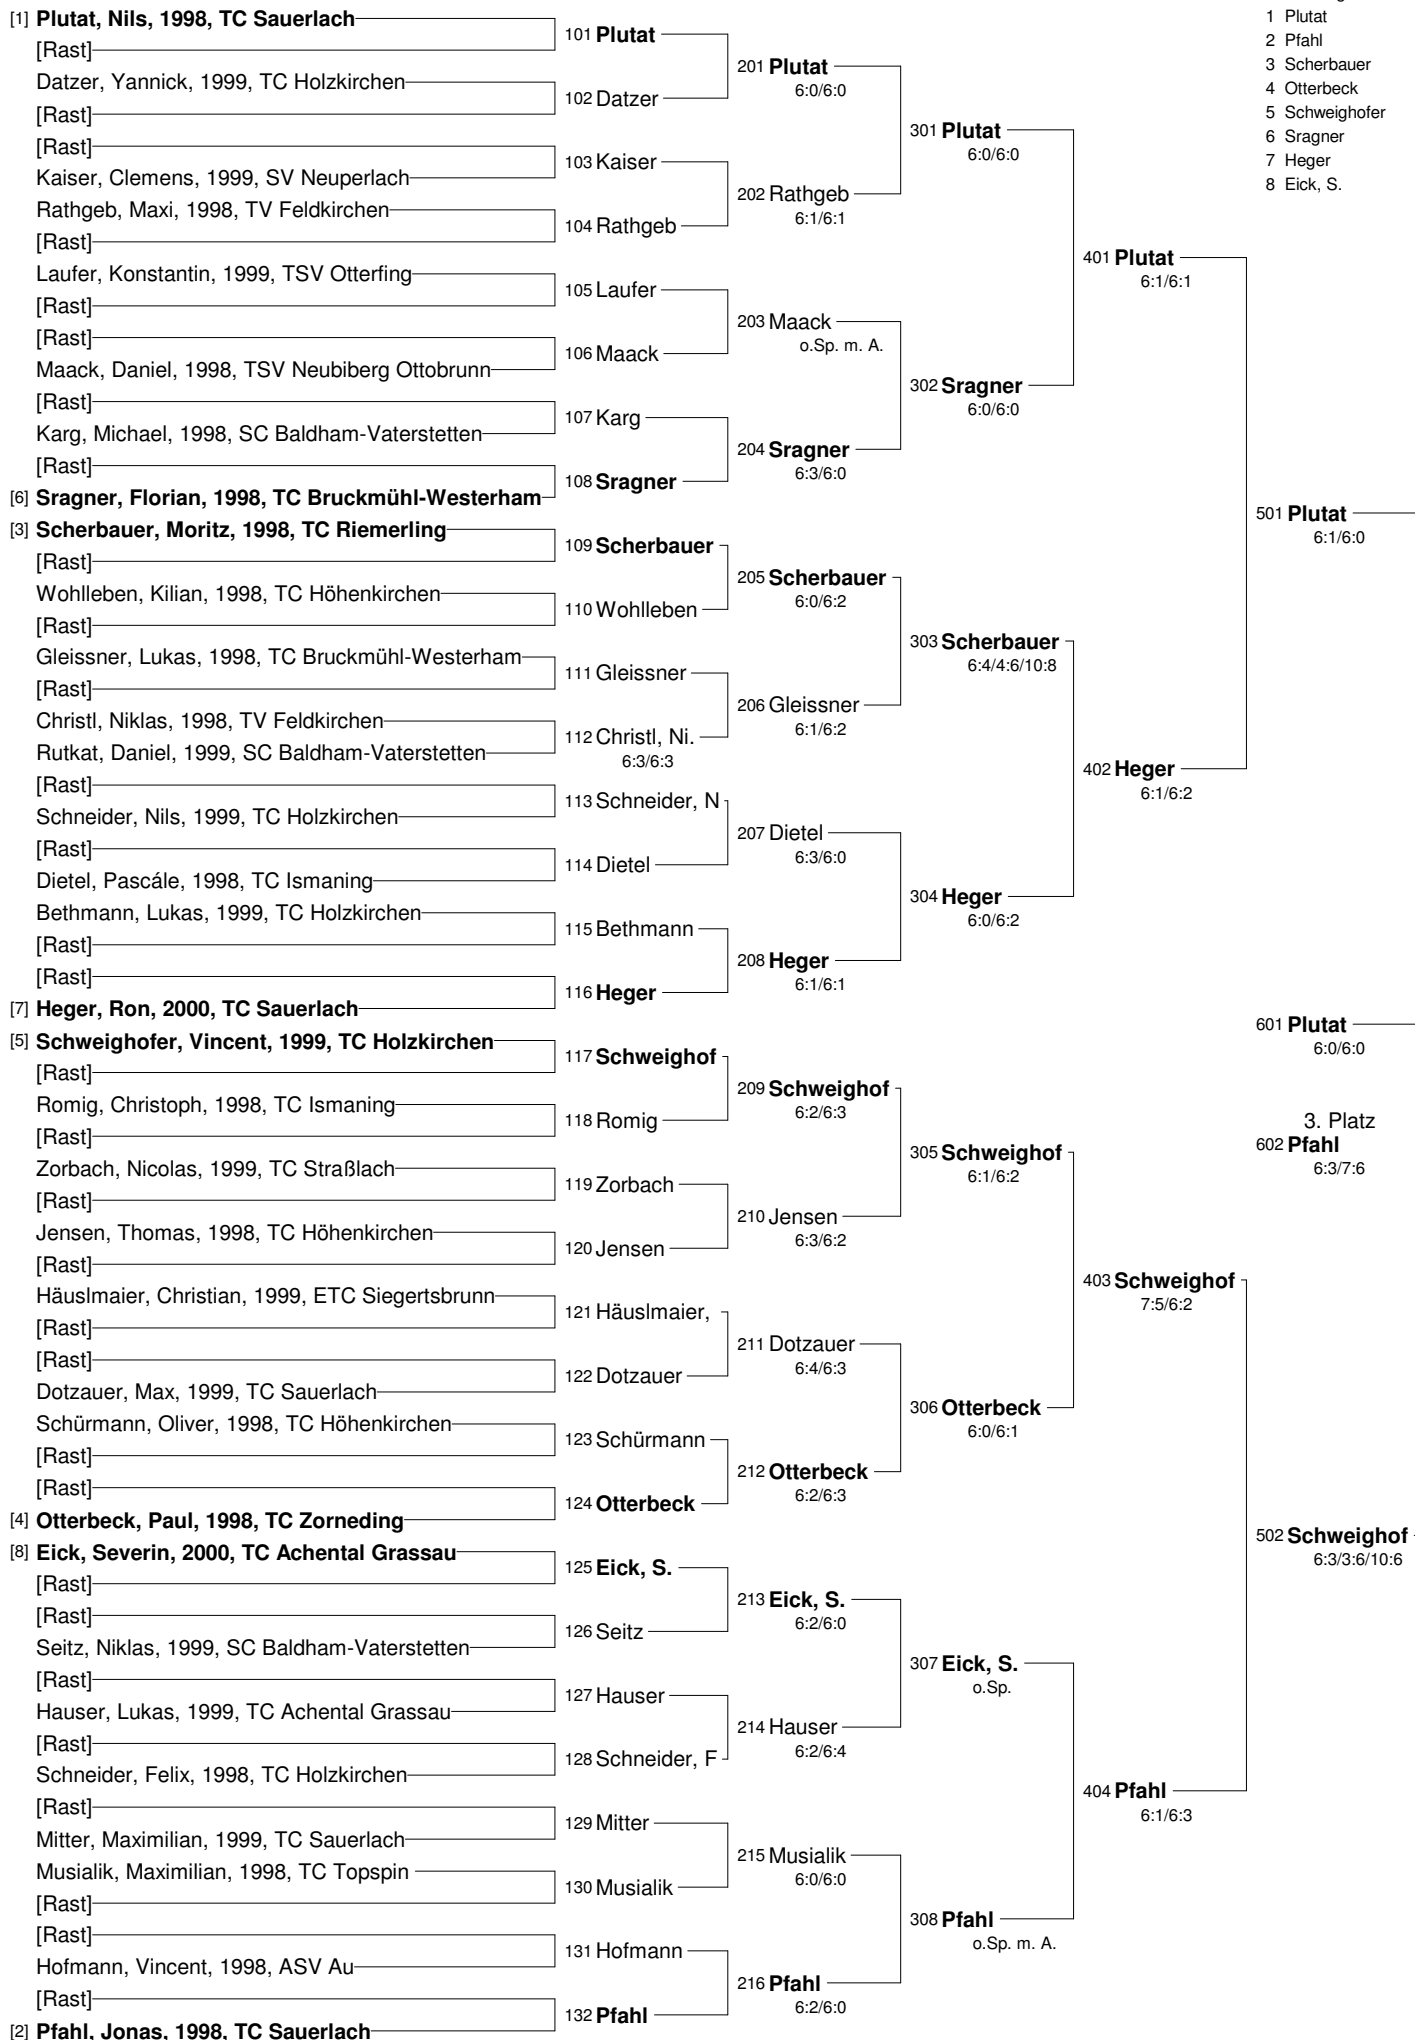 [1] Plutat, Nils, 1998, TC Sauerlach
[Rast]
Datzer, Yannick, 1999, TC Holzkirchen
[Rast]
[Rast]
Kaiser, Clemens, 1999, SV Neuperlach
Rathgeb, Maxi, 1998, TV Feldkirchen
[Rast]
Laufer, Konstantin, 1999, TSV Otterfing
[Rast]
[Rast]
Maack, Daniel, 1998, TSV Neubiberg Ottobrunn
[Rast]
Karg, Michael, 1998, SC Baldham-Vaterstetten
[Rast]
[6] Sragner, Florian, 1998, TC Bruckmühl-Westerham
[3] Scherbauer, Moritz, 1998, TC Riemerling
[Rast]
Wohlleben, Kilian, 1998, TC Höhenkirchen
[Rast]
Gleissner, Lukas, 1998, TC Bruckmühl-Westerham
[Rast]
Christl, Niklas, 1998, TV Feldkirchen
Rutkat, Daniel, 1999, SC Baldham-Vaterstetten
[Rast]
Schneider, Nils, 1999, TC Holzkirchen
[Rast]
Dietel, Pascále, 1998, TC Ismaning
Bethmann, Lukas, 1999, TC Holzkirchen
[Rast]
[Rast]
[7] Heger, Ron, 2000, TC Sauerlach
[5] Schweighofer, Vincent, 1999, TC Holzkirchen
[Rast]
Romig, Christoph, 1998, TC Ismaning
[Rast]
Zorbach, Nicolas, 1999, TC Straßlach
[Rast]
Jensen, Thomas, 1998, TC Höhenkirchen
[Rast]
Häuslmaier, Christian, 1999, ETC Siegertsbrunn
[Rast]
[Rast]
Dotzauer, Max, 1999, TC Sauerlach
Schürmann, Oliver, 1998, TC Höhenkirchen
[Rast]
[Rast]
[4] Otterbeck, Paul, 1998, TC Zorneding
[8] Eick, Severin, 2000, TC Achental Grassau
[Rast]
[Rast]
Seitz, Niklas, 1999, SC Baldham-Vaterstetten
[Rast]
Hauser, Lukas, 1999, TC Achental Grassau
[Rast]
Schneider, Felix, 1998, TC Holzkirchen
[Rast]
Mitter, Maximilian, 1999, TC Sauerlach
Musialik, Maximilian, 1998, TC Topspin
[Rast]
[Rast]
Hofmann, Vincent, 1998, ASV Au
[Rast]
[2] Pfahl, Jonas, 1998, TC Sauerlach
101 Plutat
102 Datzer
103 Kaiser
104 Rathgeb
105 Laufer
106 Maack
107 Karg
108 Sragner
109 Scherbauer
110 Wohlleben
111 Gleissner
112 Christl, Ni.
6:3/6:3
113 Schneider, N
114 Dietel
115 Bethmann
116 Heger
117 Schweighof
118 Romig
119 Zorbach
120 Jensen
121 Häuslmaier,
122 Dotzauer
123 Schürmann
124 Otterbeck
125 Eick, S.
126 Seitz
127 Hauser
128 Schneider, F
129 Mitter
130 Musialik
131 Hofmann
132 Pfahl
201 Plutat
6:0/6:0
202 Rathgeb
6:1/6:1
203 Maack
o.Sp. m. A.
204 Sragner
6:3/6:0
205 Scherbauer
6:0/6:2
206 Gleissner
6:1/6:2
207 Dietel
6:3/6:0
208 Heger
6:1/6:1
209 Schweighof
6:2/6:3
210 Jensen
6:3/6:2
211 Dotzauer
6:4/6:3
212 Otterbeck
6:2/6:3
213 Eick, S.
6:2/6:0
214 Hauser
6:2/6:4
215 Musialik
6:0/6:0
216 Pfahl
6:2/6:0
301 Plutat
6:0/6:0
302 Sragner
6:0/6:0
303 Scherbauer
6:4/4:6/10:8
304 Heger
6:0/6:2
305 Schweighof
6:1/6:2
306 Otterbeck
6:0/6:1
307 Eick, S.
o.Sp.
308 Pfahl
o.Sp. m. A.
401 Plutat
6:1/6:1
402 Heger
6:1/6:2
403 Schweighof
7:5/6:2
404 Pfahl
6:1/6:3
1 Plutat
2 Pfahl
3 Scherbauer
4 Otterbeck
5 Schweighofer
6 Sragner
7 Heger
8 Eick, S.
501 Plutat
6:1/6:0
601 Plutat
6:0/6:0
3. Platz
602 Pfahl
6:3/7:6
502 Schweighof
6:3/3:6/10:6